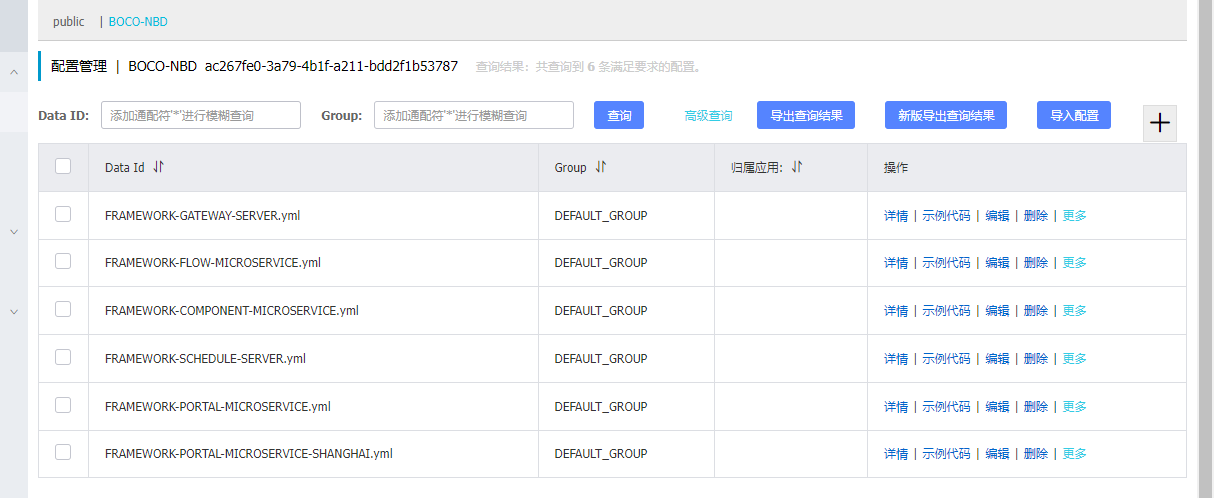 public | BOCO-NBD
配置管理 | BOCO-NBD ac267fe0-3a79-4b1f-a211-bdd2f1b53787 查询结果：共查询到 6 条满足要求的配置。
Data ID: 添加通配符'*'进行模糊查询 Group: 添加通配符'*'进行模糊查询 查询 高级查询 导出查询结果 新版导出查询结果 导入配置 +
Data Id Group 归属应用: 操作
FRAMEWORK-GATEWAY-SERVER.yml DEFAULT_GROUP 详情 | 示例代码 | 编辑 | 删除 | 更多
FRAMEWORK-FLOW-MICROSERVICE.yml DEFAULT_GROUP 详情 | 示例代码 | 编辑 | 删除 | 更多
FRAMEWORK-COMPONENT-MICROSERVICE.yml DEFAULT_GROUP 详情 | 示例代码 | 编辑 | 删除 | 更多
FRAMEWORK-SCHEDULE-SERVER.yml DEFAULT_GROUP 详情 | 示例代码 | 编辑 | 删除 | 更多
FRAMEWORK-PORTAL-MICROSERVICE.yml DEFAULT_GROUP 详情 | 示例代码 | 编辑 | 删除 | 更多
FRAMEWORK-PORTAL-MICROSERVICE-SHANGHAI.yml DEFAULT_GROUP 详情 | 示例代码 | 编辑 | 删除 | 更多